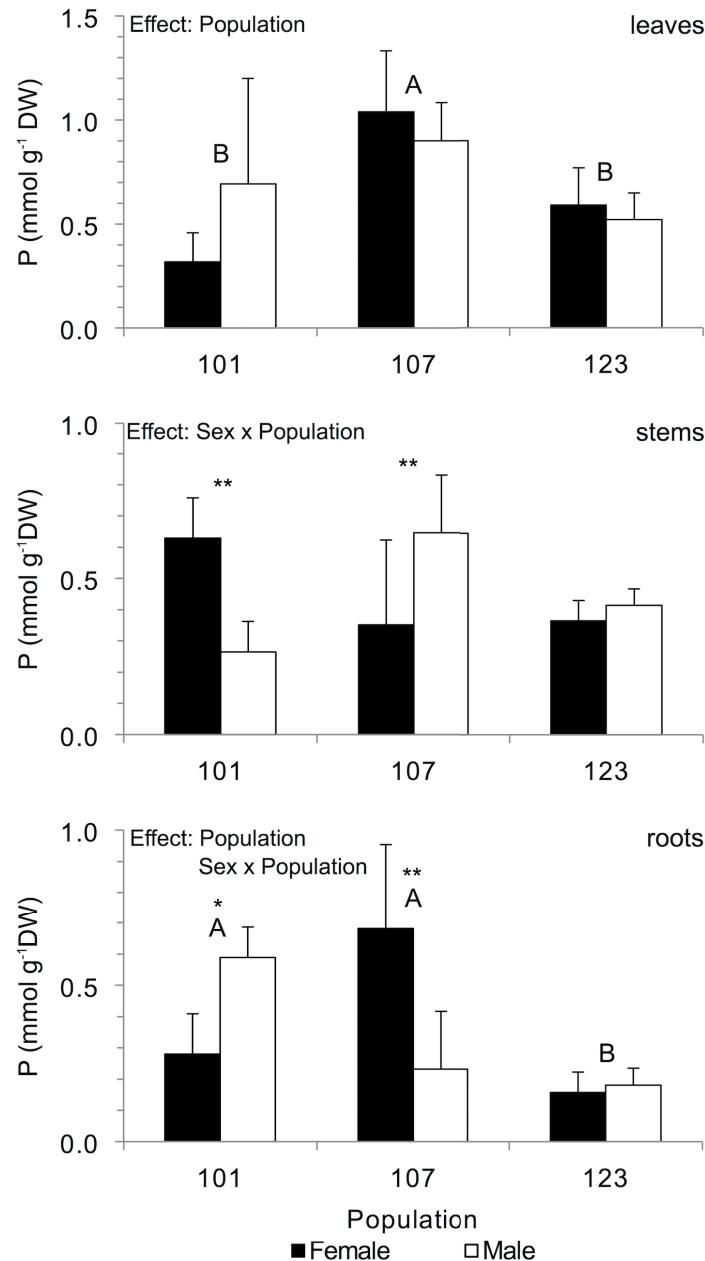 Effect: Population leaves
P (mmol g-1 DW)
1.5
1.0
0.5
0.0
B
A
B
101 107 123
Effect: Sex x Population stems
P (mmol g-1DW)
1.0
0.5
0.0
**
**
101 107 123
Effect: Population roots
Sex x Population
P (mmol g-1DW)
1.0
0.5
0.0
*
A
**
A
B
101 107 123
Population
Female Male